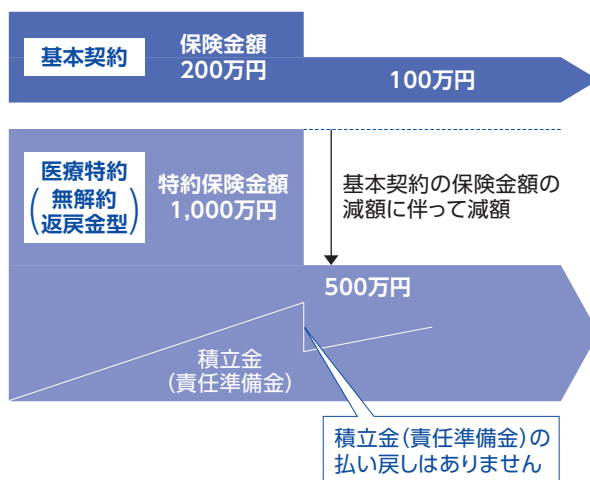 基本契約
保険金額
200万円
100万円
医療特約
(無解約
返戻金型)
特約保険金額
1,000万円
基本契約の保険金額の
減額に伴って減額
500万円
積立金
(責任準備金)
積立金(責任準備金)の
払い戻しはありません